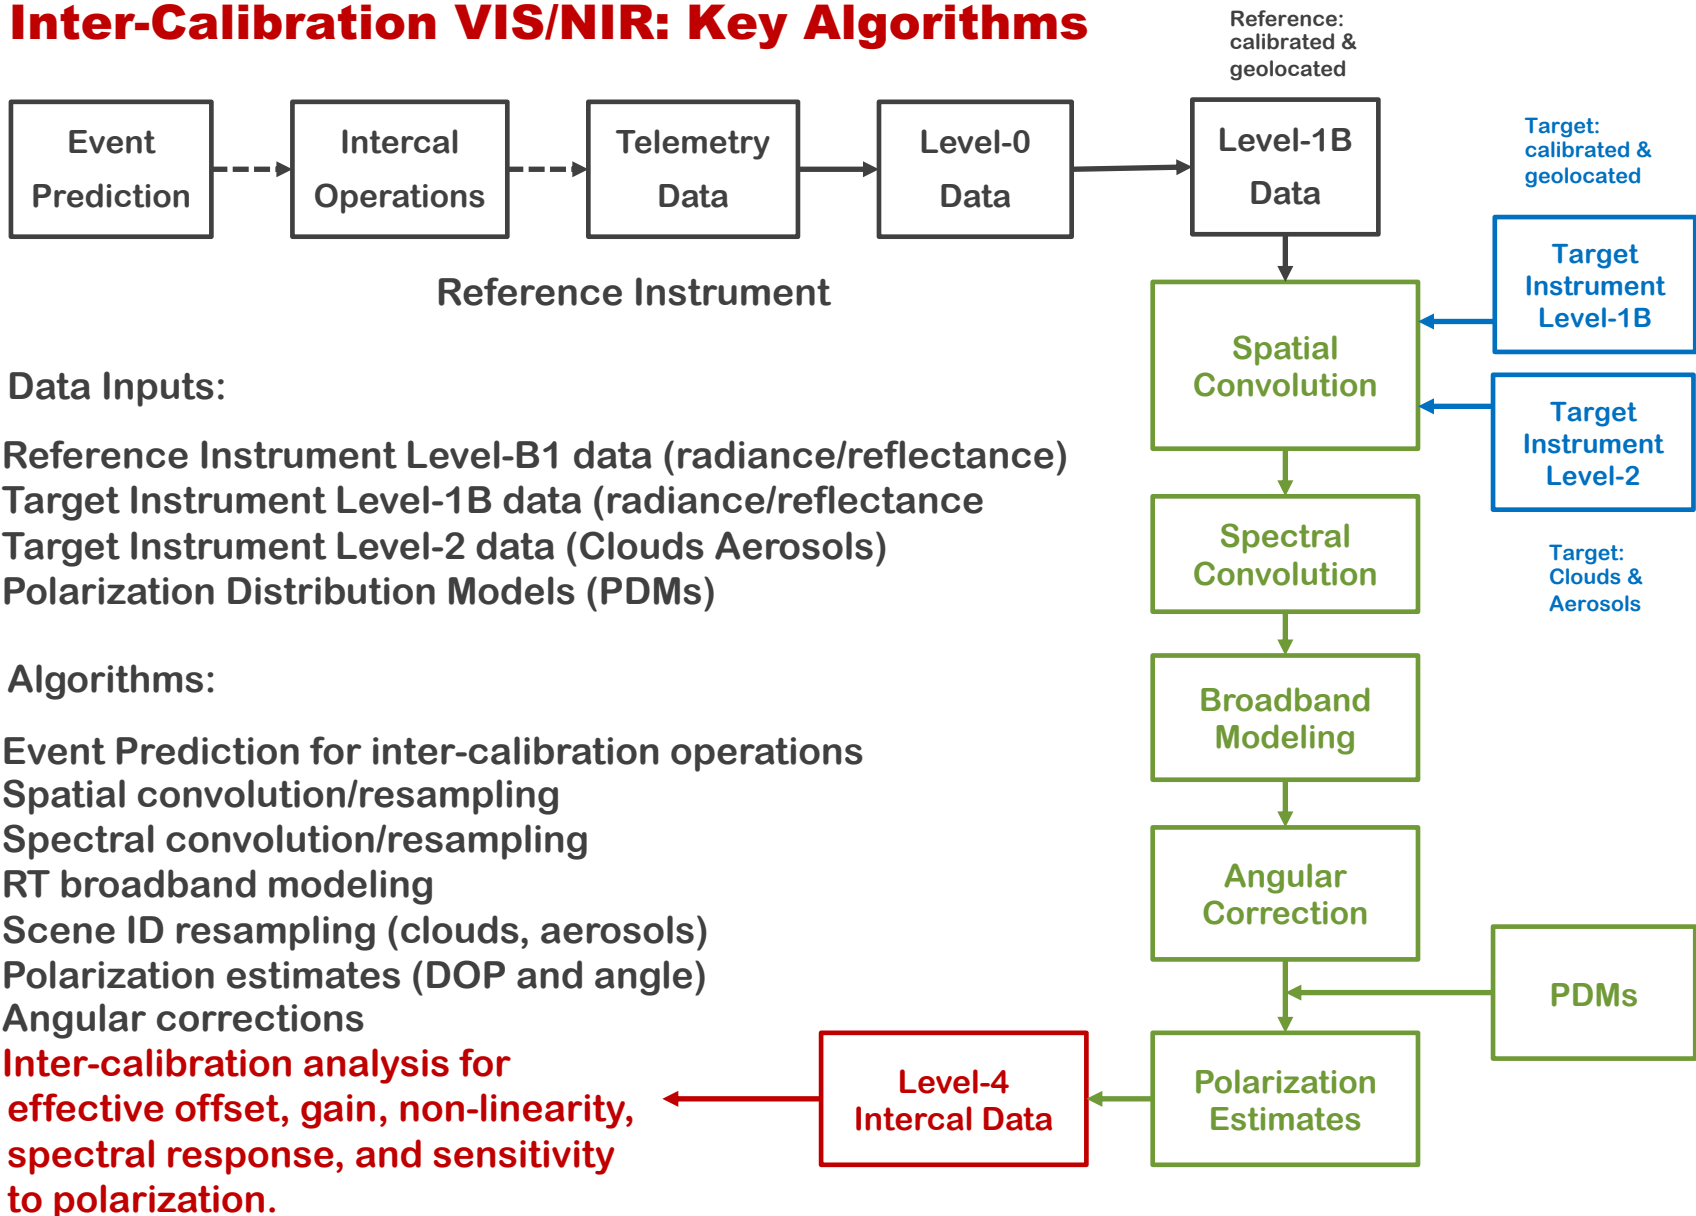 Inter-Calibration VIS/NIR: Key Algorithms
Reference:
calibrated &
geolocated
Event
Prediction
Intercal
Operations
Telemetry
Data
Level-0
Data
Level-1B
Data
Target:
calibrated &
geolocated
Target
Instrument
Level-1B
Reference Instrument
Spatial
Convolution
Target
Instrument
Level-2
Target:
Clouds &
Aerosols
Data Inputs:
Reference Instrument Level-B1 data (radiance/reflectance)
Target Instrument Level-1B data (radiance/reflectance
Target Instrument Level-2 data (Clouds Aerosols)
Polarization Distribution Models (PDMs)
Spectral
Convolution
Broadband
Modeling
Angular
Correction
PDMs
Polarization
Estimates
Level-4
Intercal Data
Algorithms:
Event Prediction for inter-calibration operations
Spatial convolution/resampling
Spectral convolution/resampling
RT broadband modeling
Scene ID resampling (clouds, aerosols)
Polarization estimates (DOP and angle)
Angular corrections
Inter-calibration analysis for
effective offset, gain, non-linearity,
spectral response, and sensitivity
to polarization.